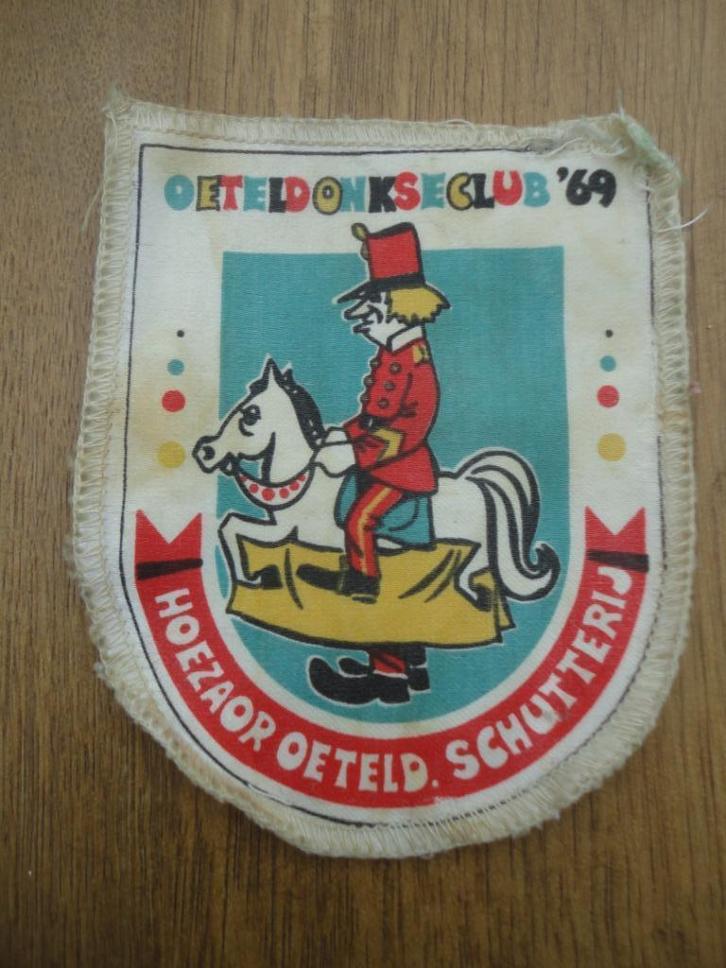 OETELDONKSECLUB '69
HOEZAOR OETELD. SCHUTTERIJ